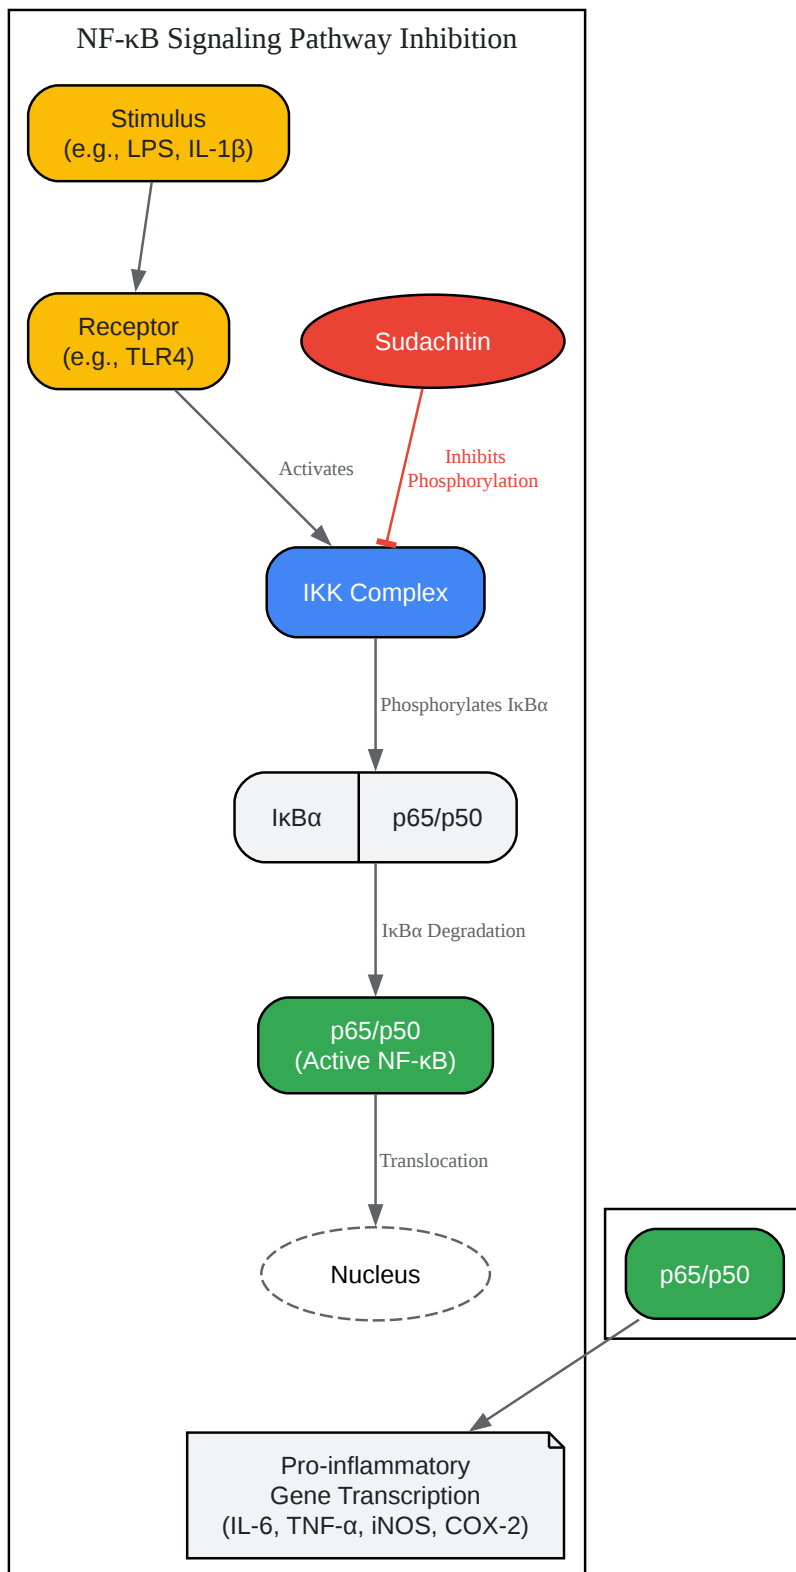 NF-κB Signaling Pathway Inhibition
Stimulus
(e.g., LPS, IL-1β)
Receptor
(e.g., TLR4)
Sudachitin
Activates
Inhibits
Phosphorylation
IKK Complex
Phosphorylates IκBα
IκBα
p65/p50
IκBα Degradation
p65/p50
(Active NF-κB)
Translocation
Nucleus
p65/p50
Pro-inflammatory
Gene Transcription
(IL-6, TNF-α, iNOS, COX-2)